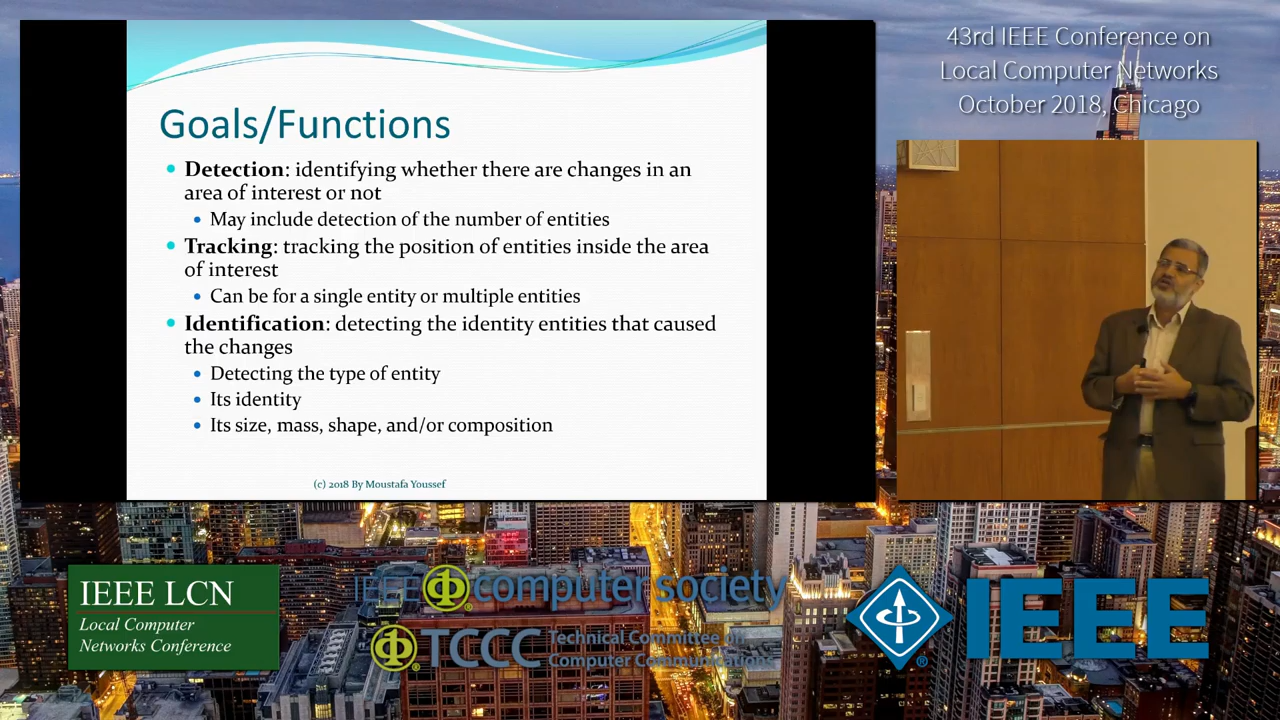 43rd IEEE Conference on
Local Computer Networks
October 2018, Chicago
Goals/Functions
• Detection: identifying whether there are changes in an
area of interest or not
• May include detection of the number of entities
• Tracking: tracking the position of entities inside the area
of interest
• Can be for a single entity or multiple entities
• Identification: detecting the identity entities that caused
the changes
• Detecting the type of entity
• Its identity
• Its size, mass, shape, and/or composition
(c) 2018 By Moustafa Youssef
IEEE LCN
Local Computer
Networks Conference
IEEE computer society
TCCC Technical Committee on
Computer Communications
IEEE